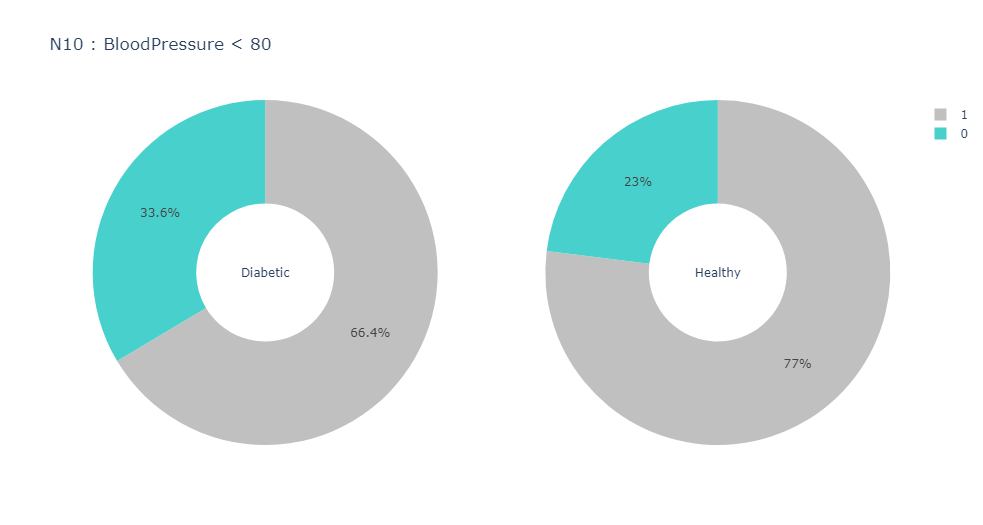 N10 : BloodPressure < 80
33.6%
Diabetic
66.4%
23%
Healthy
77%
1
0